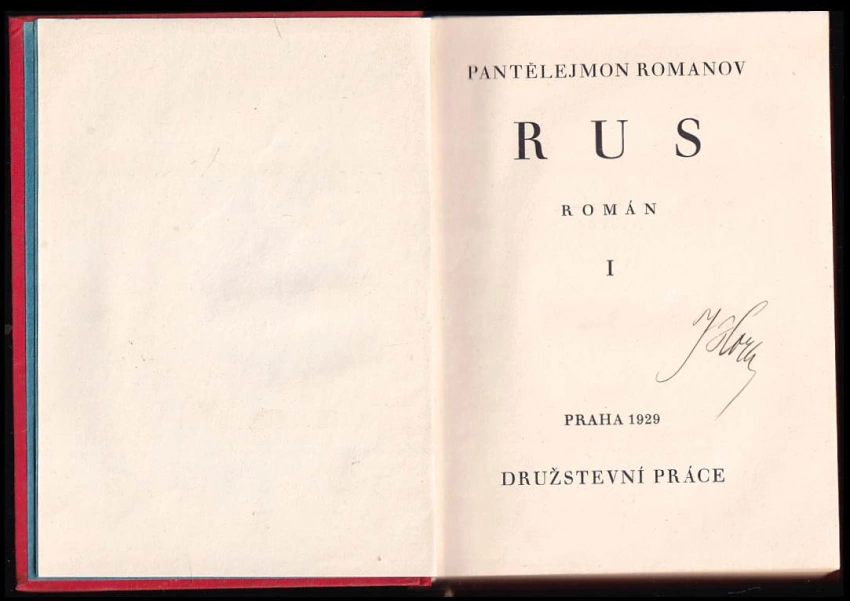 PANTĚLEJMON ROMANOV
RUS
ROMÁN
I
PRAHA 1929
DRUŽSTEVNÍ PRÁCE